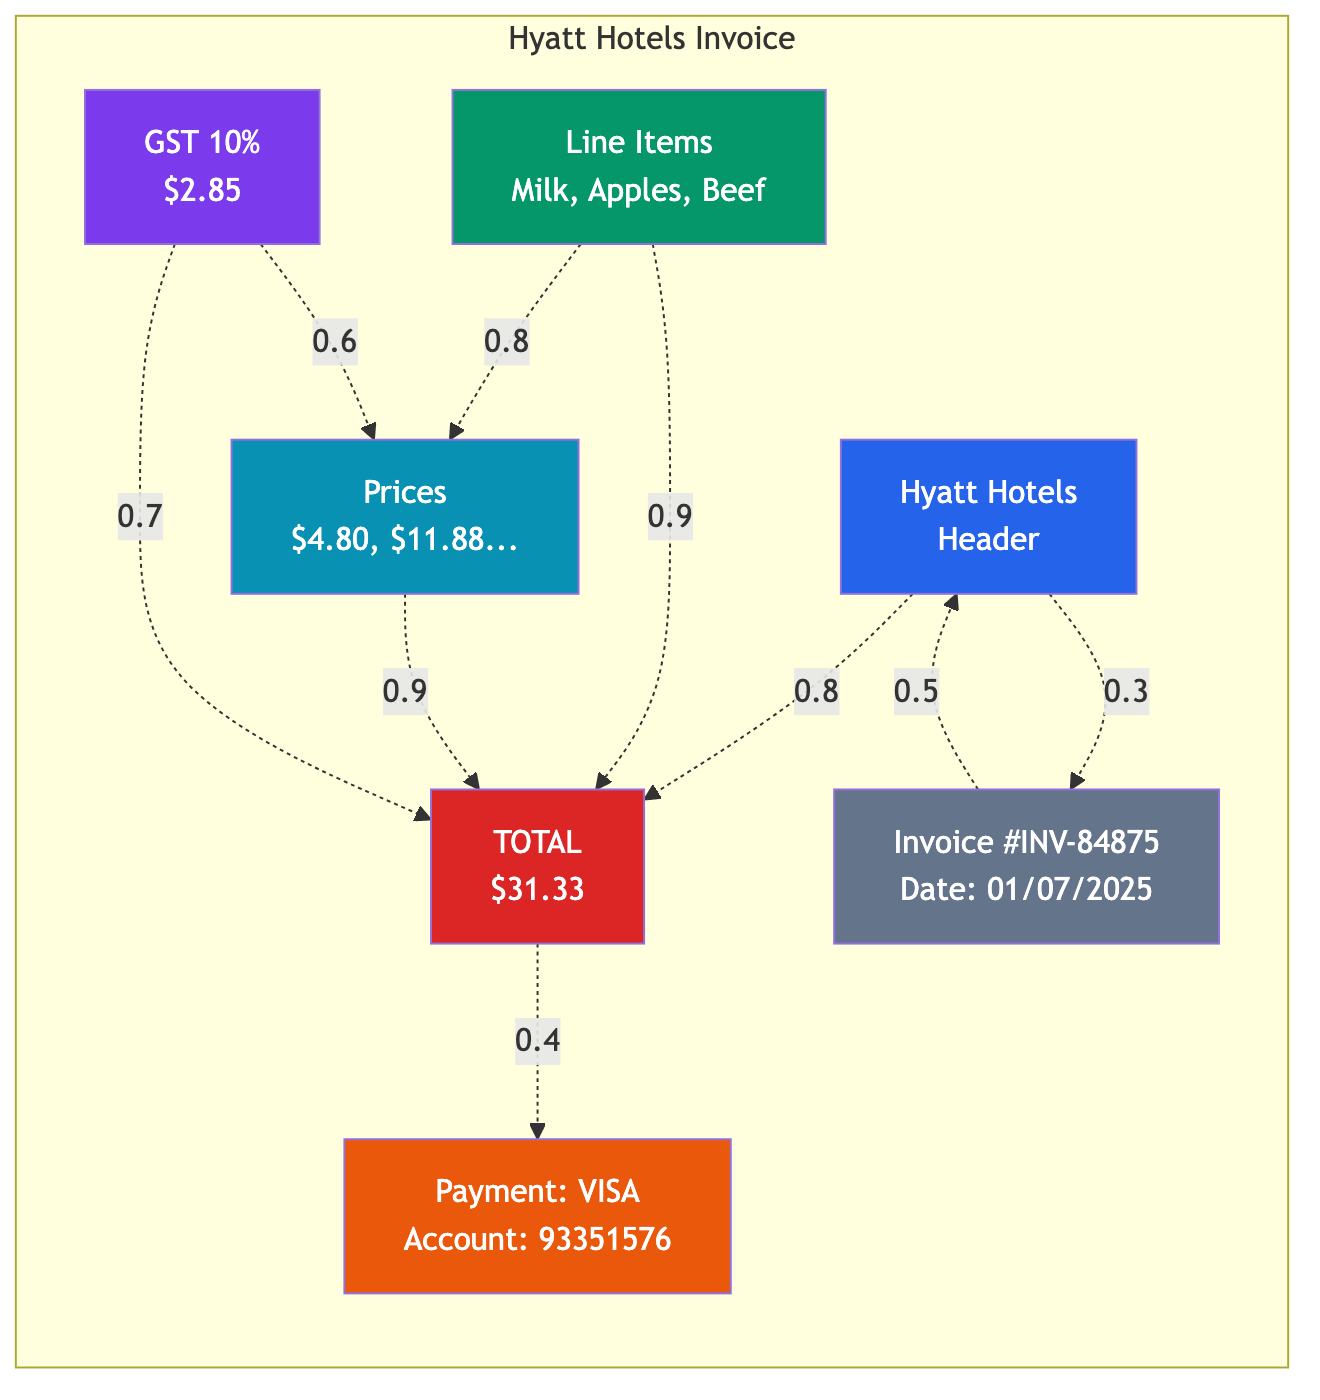 Hyatt Hotels Invoice
GST 10%
$2.85
Line Items
Milk, Apples, Beef
0.6
0.8
Prices
$4.80, $11.88...
Hyatt Hotels
Header
0.7
0.9
0.9
0.8
0.5
0.3
TOTAL
$31.33
Invoice #INV-84875
Date: 01/07/2025
0.4
Payment: VISA
Account: 93351576